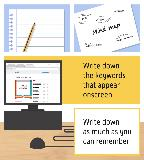 Mind map
Write down
the keywords
that appear
onscreen
Write down
as much as you
can remember